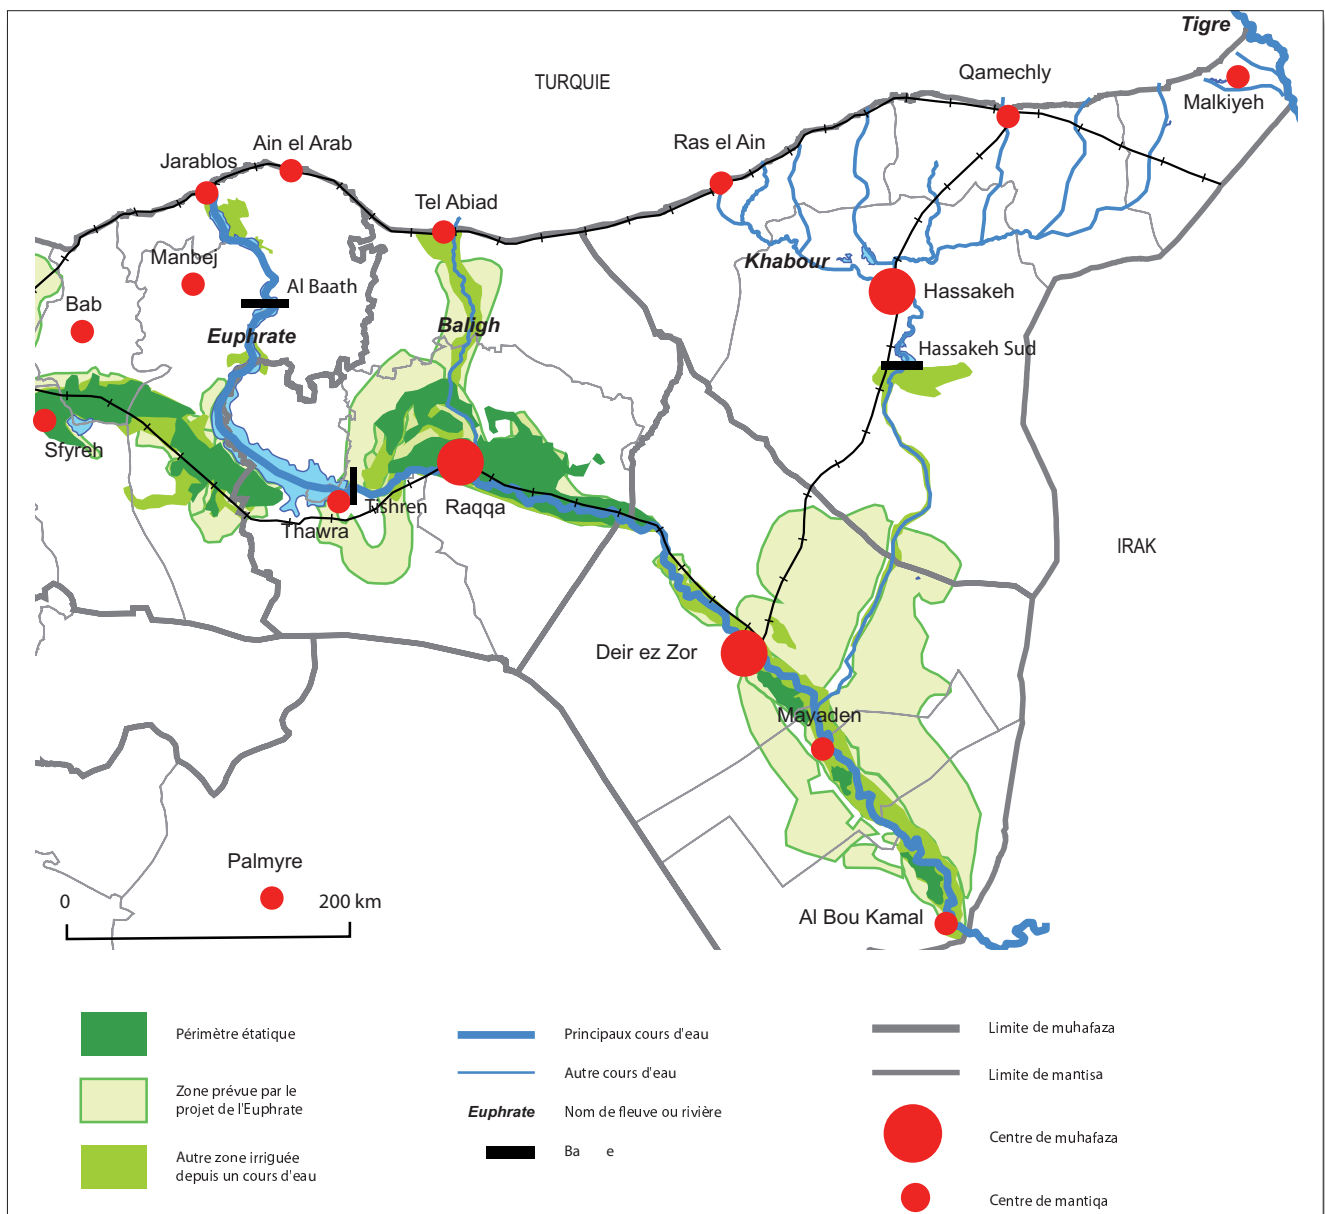 Tigre
TURQUIE
Qamechly
Malkiyeh
Ras el Ain
Ain el Arab
Jarablos
Tel Abiad
Manbej
Khabour
Al Baath
Hassakeh
Bab
Euphrate
Baligh
Hassakeh Sud
Sfyreh
Tishren
Raqqa
Thawra
IRAK
Deir ez Zor
Mayaden
Palmyre
0
200 km
Al Bou Kamal
Périmètre étatique
Zone prévue par le
projet de l'Euphrate
Autre zone irriguée
depuis un cours d'eau
Principaux cours d'eau
Autre cours d'eau
Euphrate
Nom de fleuve ou rivière
Ba e
Limite de muhafaza
Limite de mantisa
Centre de muhafaza
Centre de mantiqa